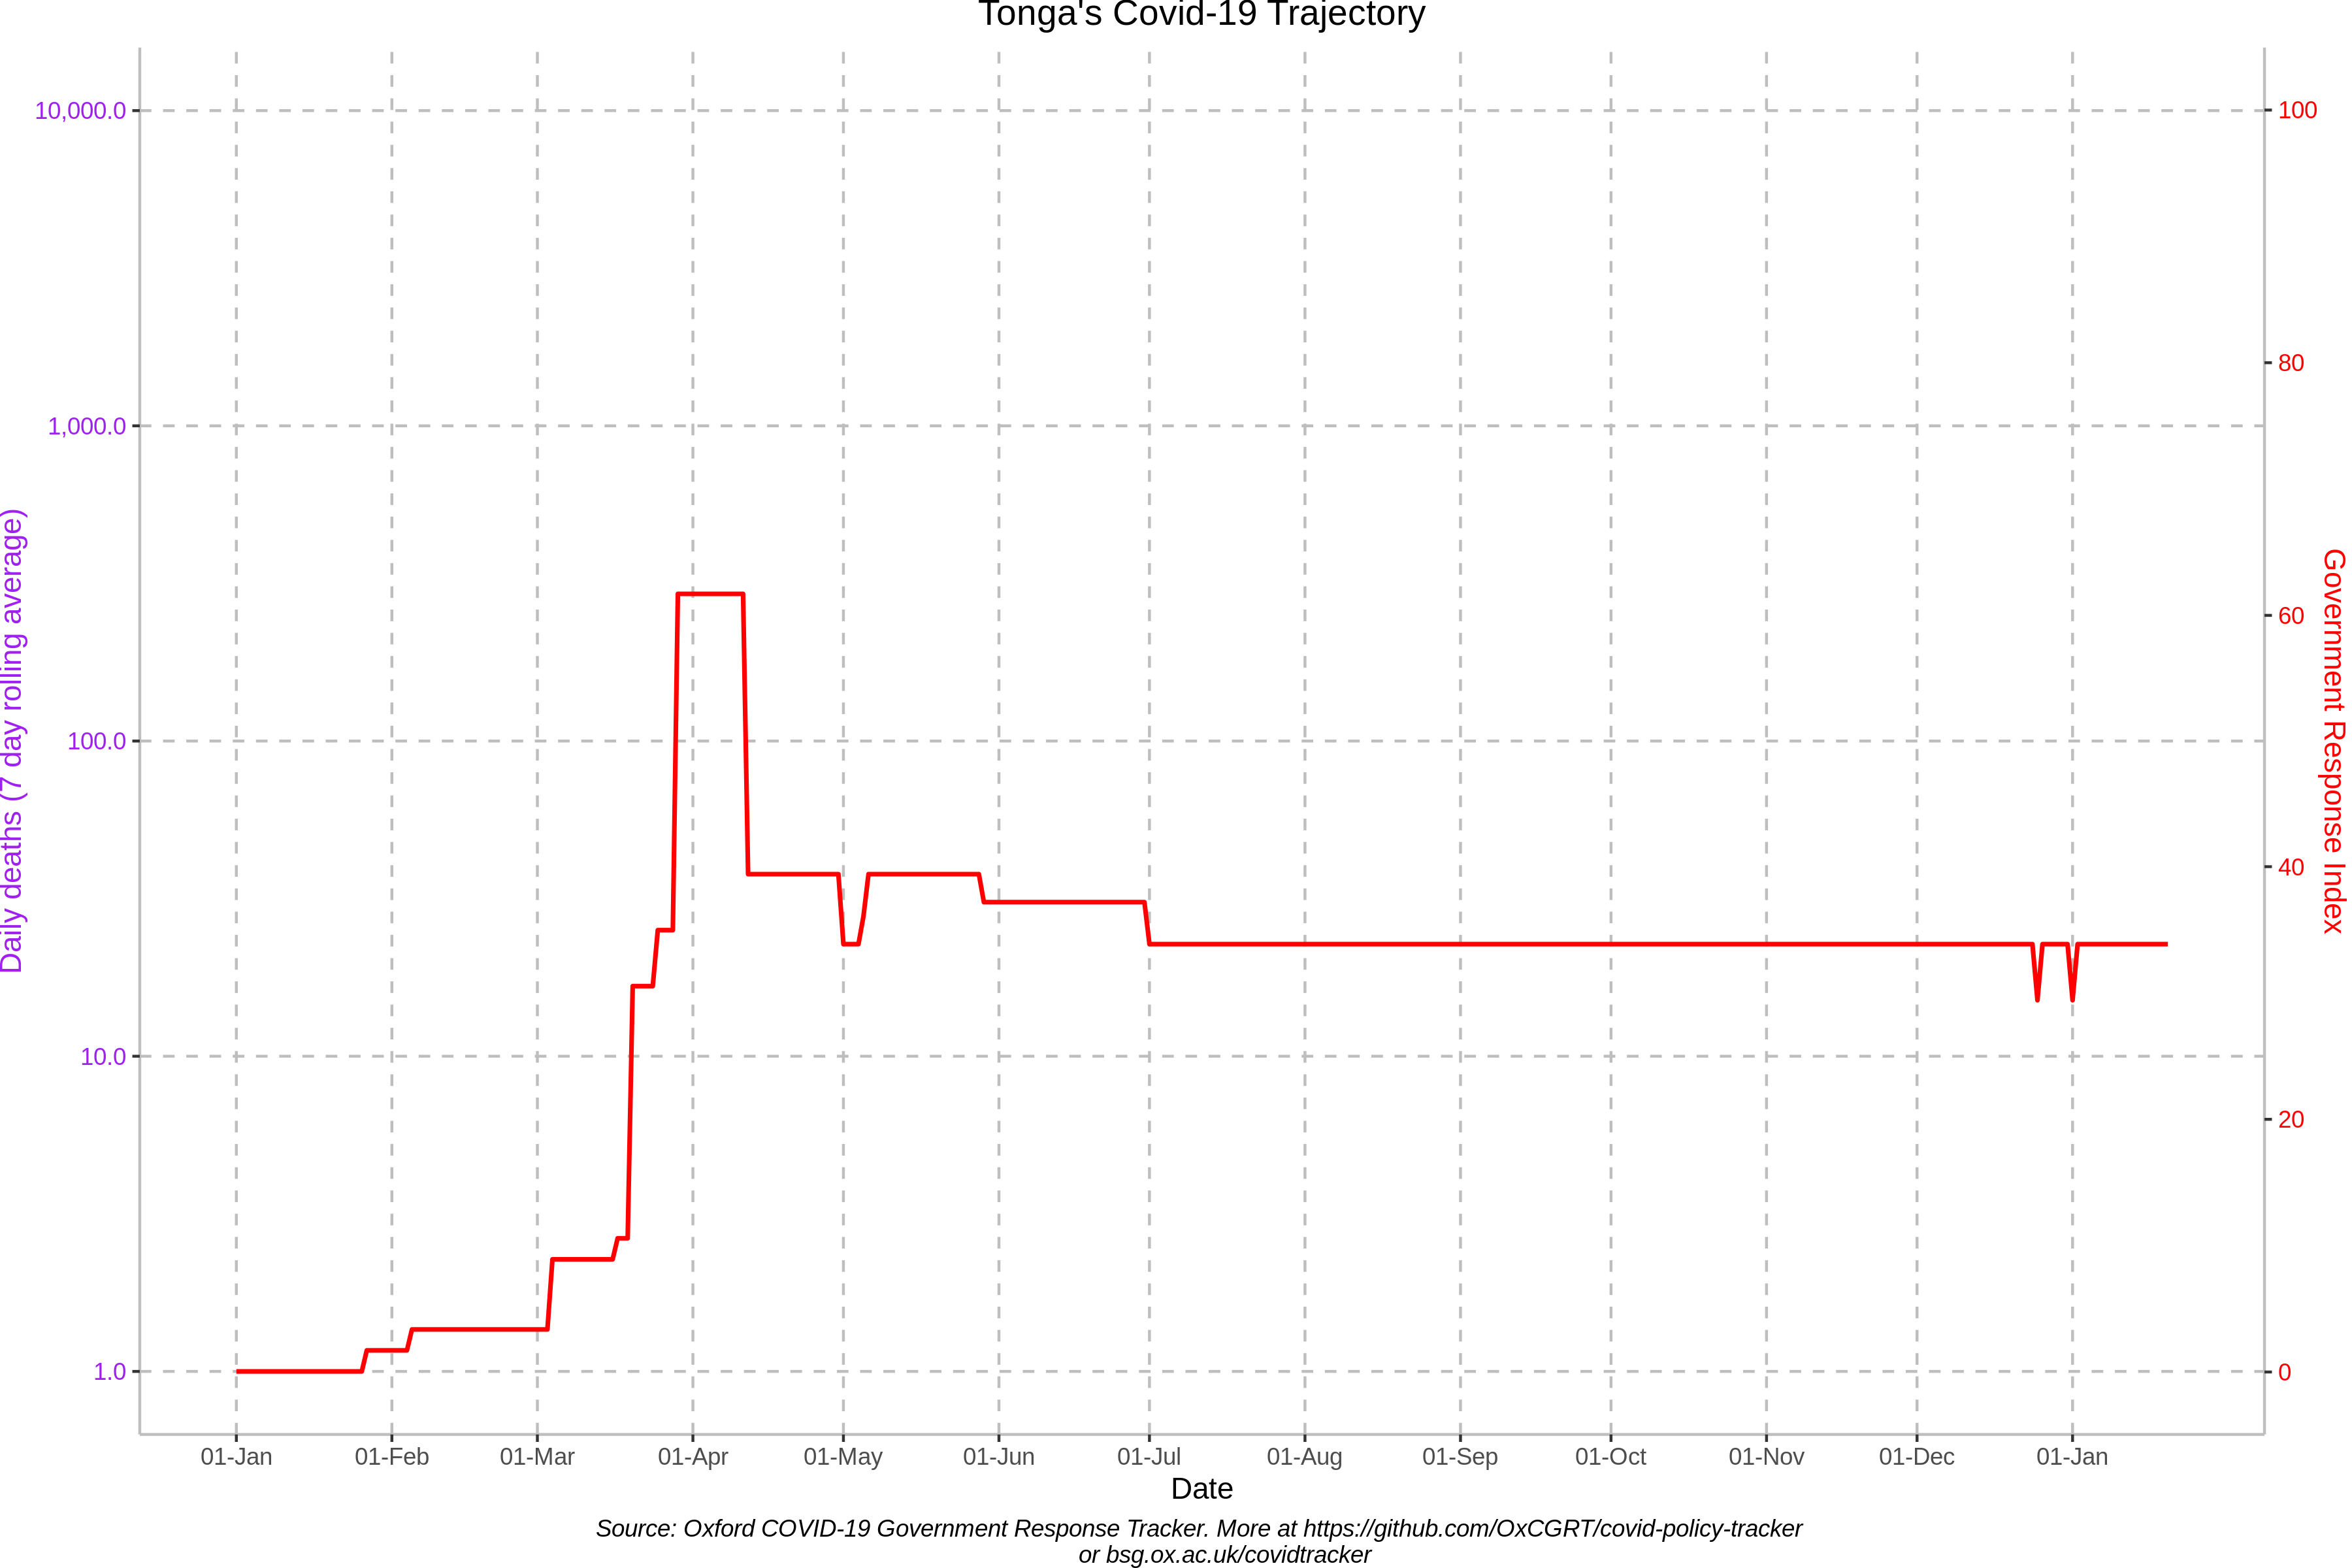 Tonga's Covid-19 Trajectory
10,000.0
1,000.0
100.0
10.0
1.0
Daily deaths (7 day rolling average)
100
80
60
40
20
0
Government Response Index
01-Jan 01-Feb 01-Mar 01-Apr 01-May 01-Jun 01-Jul 01-Aug 01-Sep 01-Oct 01-Nov 01-Dec 01-Jan
Date
Source: Oxford COVID-19 Government Response Tracker. More at https://github.com/OxCGRT/covid-policy-tracker
or bsg.ox.ac.uk/covidtracker